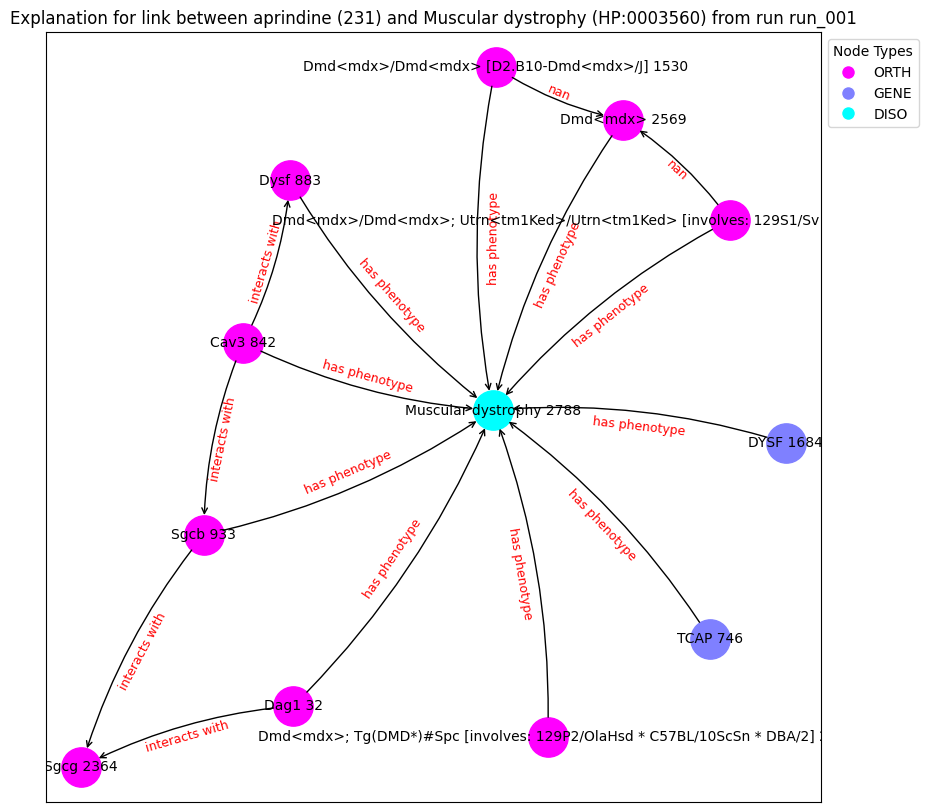 Explanation for link between aprindine (231) and Muscular dystrophy (HP:0003560) from run run_001
Node Types
ORTH
GENE
DISO
Dmd<mdx>/Dmd<mdx> [D2.B10-Dmd<mdx>/J] 1530
nan
Dmd<mdx> 2569
nan
Dysf 883
Dmd<mdx>/Dmd<mdx>; Utrn<tm1Ked>/Utrn<tm1Ked> [involves: 129S1/Sv
has phenotype
interacts with
has phenotype
has phenotype
has phenotype
Cav3 842
has phenotype
Muscular dystrophy 2788
has phenotype
DYSF 1684
interacts with
has phenotype
has phenotype
Sgcb 933
has phenotype
has phenotype
TCAP 746
interacts with
Dag1 32
interacts with
Dmd<mdx>; Tg(DMD*)#Spc [involves: 129P2/OlaHsd * C57BL/10ScSn * DBA/2]
Sgcg 2364